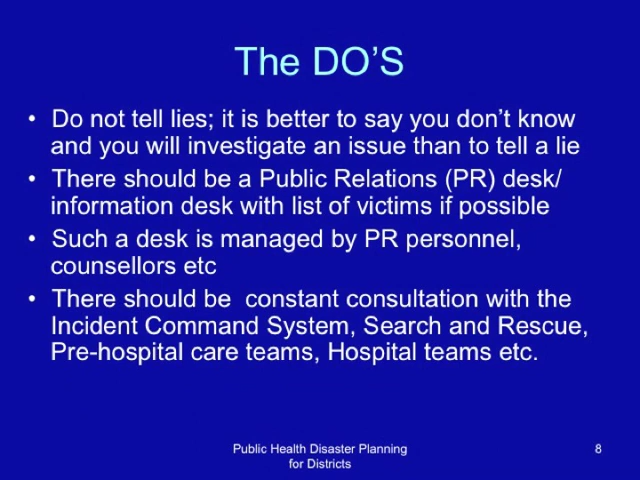 The DO’S
• Do not tell lies; it is better to say you don’t know
and you will investigate an issue than to tell a lie
• There should be a Public Relations (PR) desk/
information desk with list of victims if possible
• Such a desk is managed by PR personnel,
counsellors etc
• There should be  constant consultation with the
Incident Command System, Search and Rescue,
Pre-hospital care teams, Hospital teams etc.
Public Health Disaster Planning
for Districts
8